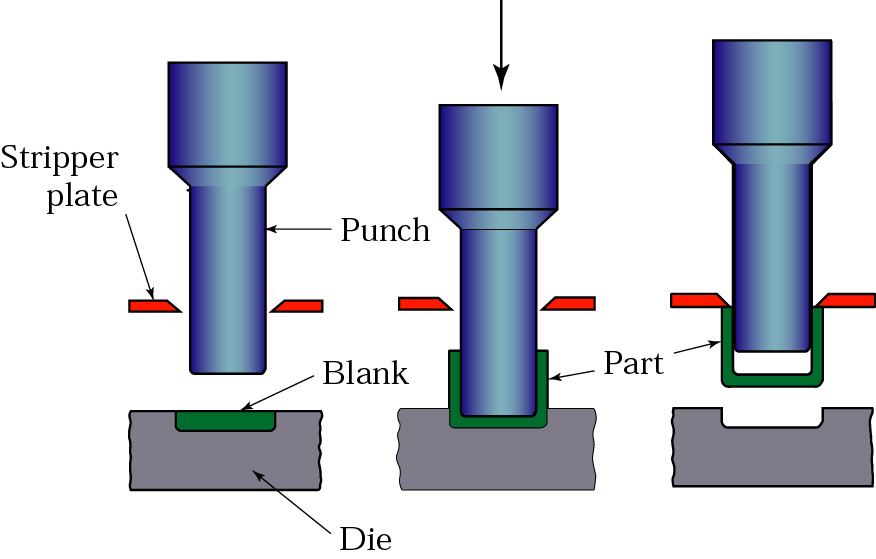 Stripper
plate
Punch
Blank
Part
Die